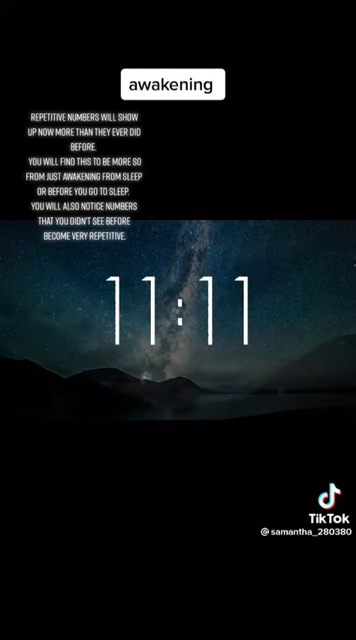 awakening
REPETITIVE NUMBERS WILL SHOW
UP NOW MORE THAN THEY EVER DID
BEFORE.
YOU WILL FIND THIS TO BE MORE SO
FROM JUST AWAKENING FROM SLEEP
OR BEFORE YOU GO TO SLEEP.
YOU WILL ALSO NOTICE NUMBERS
THAT YOU DIDN'T SEE BEFORE
BECOME VERY REPETITIVE.
11:11
TikTok
@samantha_280380